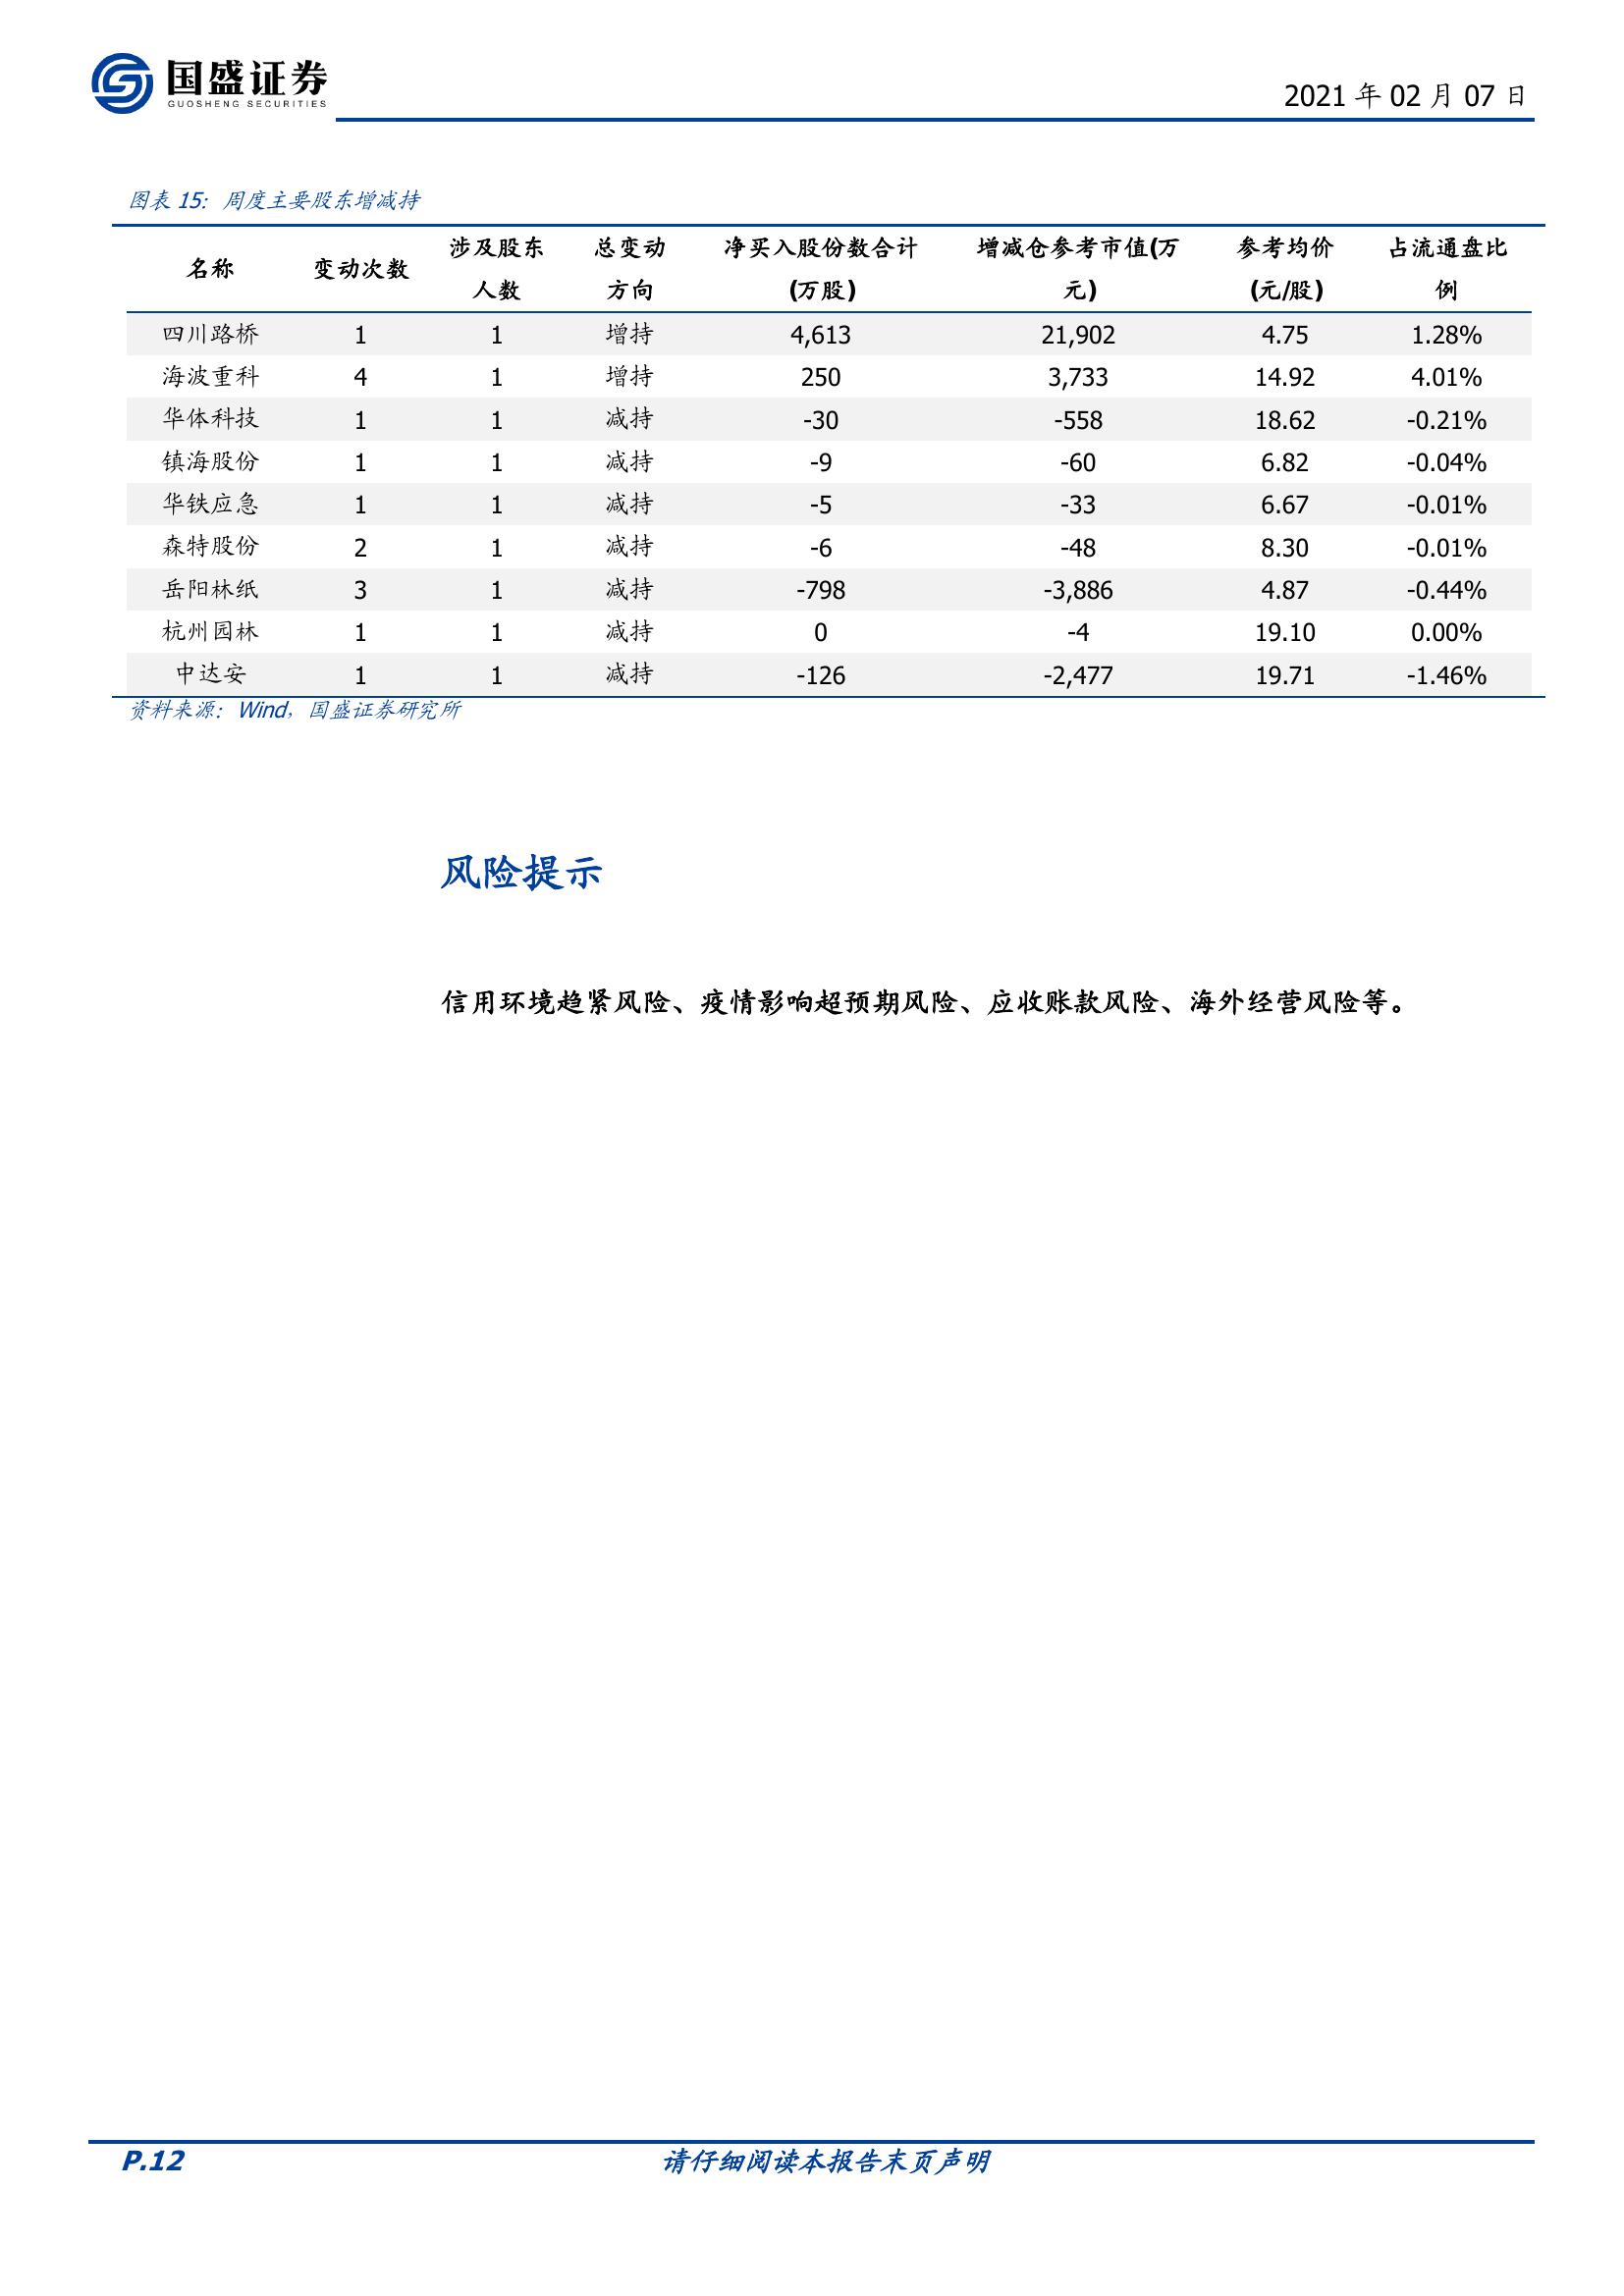 国盛证券
GUOSHENG SECURITIES
2021 年 02 月 07 日
图表 15：周度主要股东增减持
名称 变动次数 涉及股东人数 总变动方向 净买入股份数合计(万股) 增减仓参考市值(万元) 参考均价(元/股) 占流通盘比例
四川路桥 1 1 增持 4,613 21,902 4.75 1.28%
海波重科 4 1 增持 250 3,733 14.92 4.01%
华体科技 1 1 减持 -30 -558 18.62 -0.21%
镇海股份 1 1 减持 -9 -60 6.82 -0.04%
华铁应急 1 1 减持 -5 -33 6.67 -0.01%
森特股份 2 1 减持 -6 -48 8.30 -0.01%
岳阳林纸 3 1 减持 -798 -3,886 4.87 -0.44%
杭州园林 1 1 减持 0 -4 19.10 0.00%
中达安 1 1 减持 -126 -2,477 19.71 -1.46%
资料来源：Wind，国盛证券研究所
风险提示
信用环境趋紧风险、疫情影响超预期风险、应收账款风险、海外经营风险等。
P.12 请仔细阅读本报告末页声明